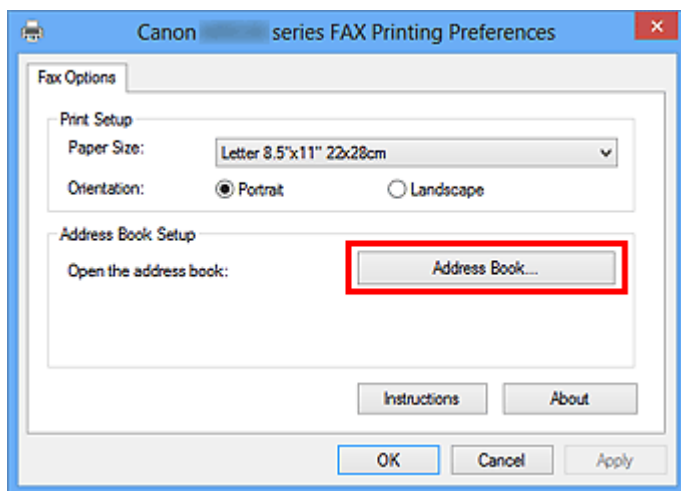 Canon series FAX Printing Preferences
Fax Options
Print Setup
Paper Size: Letter 8.5"x11" 22x28cm
Orientation: Portrait Landscape
Address Book Setup
Open the address book: Address Book...
Instructions About
OK Cancel Apply